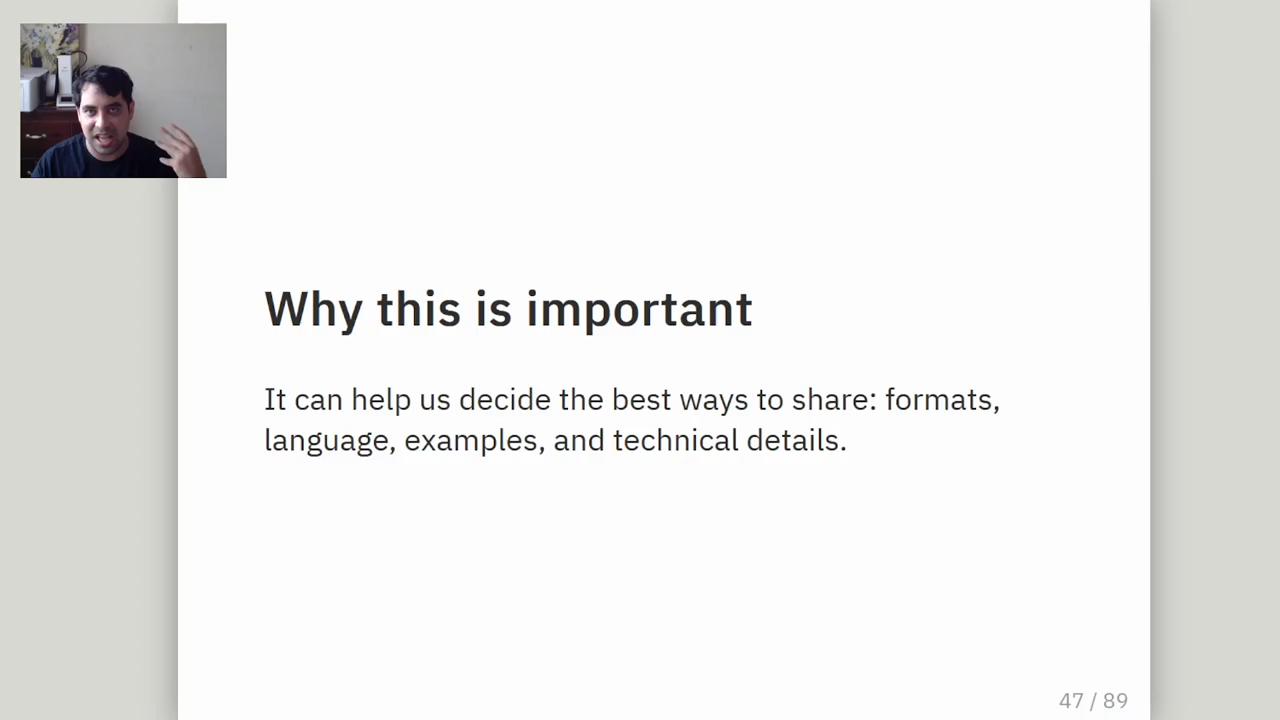 Why this is important
It can help us decide the best ways to share: formats,
language, examples, and technical details.
47 / 89